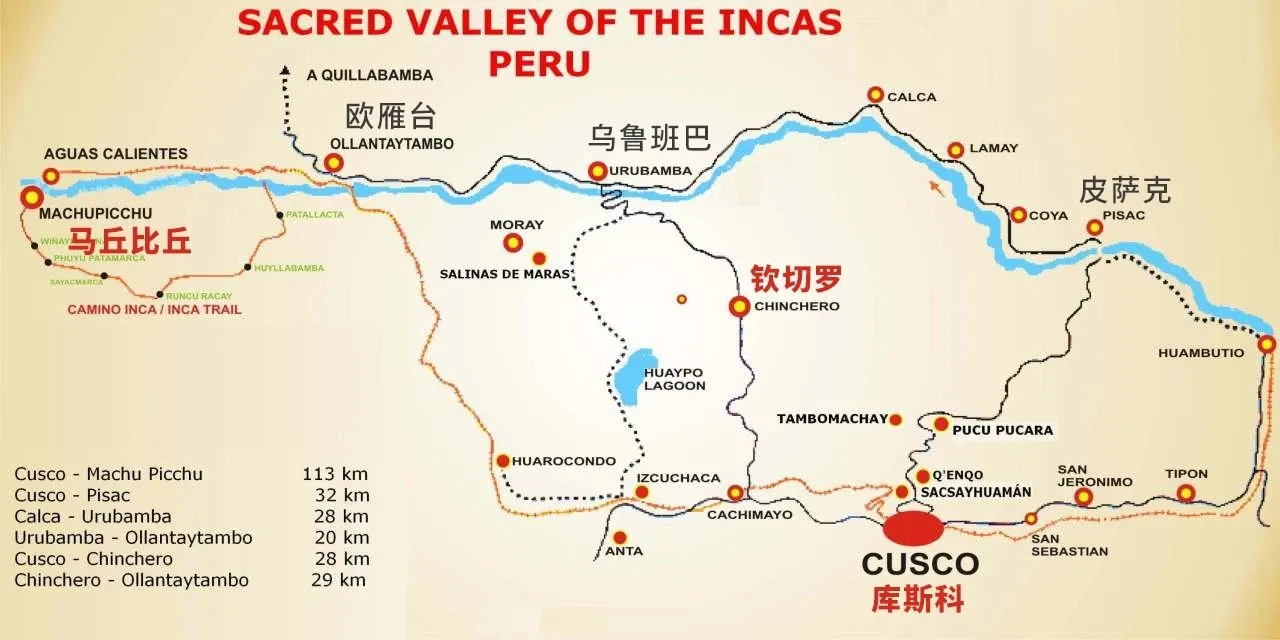 SACRED VALLEY OF THE INCAS
PERU
A QUILLABAMBA
欧雁台
OLLANTAYTAMBO
乌鲁班巴
URUBAMBA
CALCA
LAMAY
COYA
皮萨克
PISAC
AGUAS CALIENTES
MACHUPICCHU
马丘比丘
PATALLACTA
PHUYU PATAMARCA
SAYACMARCA
HUYLLABAMBA
RUNCU RACAY
CAMINO INCA / INCA TRAIL
MORAY
SALINAS DE MARAS
钦切罗
CHINCHERO
HUAYPO
LAGOON
HUAMBUTIO
TAMBOMACHAY
PUCU PUCARA
HUAROCONDO
IZCUCHACA
Q'ENQO
SACSAYHUAMÁN
SAN
JERONIMO
TIPON
CACHIMAYO
ANTA
SAN
SEBASTIAN
CUSCO
库斯科
Cusco - Machu Picchu 113 km
Cusco - Pisac 32 km
Calca - Urubamba 28 km
Urubamba - Ollantaytambo 20 km
Cusco - Chinchero 28 km
Chinchero - Ollantaytambo 29 km